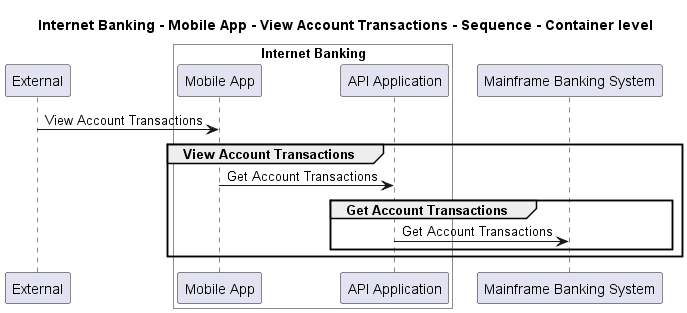 Internet Banking - Mobile App - View Account Transactions - Sequence - Container level
Internet Banking
External
Mobile App
API Application
Mainframe Banking System
View Account Transactions
View Account Transactions
Get Account Transactions
Get Account Transactions
Get Account Transactions
External
Mobile App
API Application
Mainframe Banking System